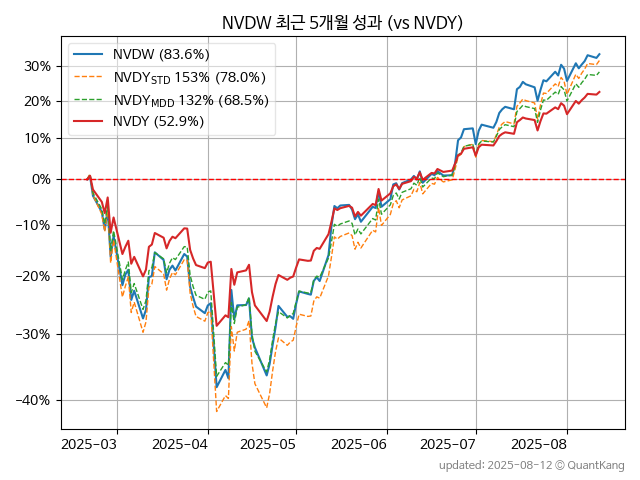 NVDW 최근 5개월 성과 (vs NVDY)
NVDW (83.6%)
NVDYSTD 153% (78.0%)
NVDYMDD 132% (68.5%)
NVDY (52.9%)
30%
20%
10%
0%
−10%
−20%
−30%
−40%
2025-03 2025-04 2025-05 2025-06 2025-07 2025-08
updated: 2025-08-12 © QuantKang